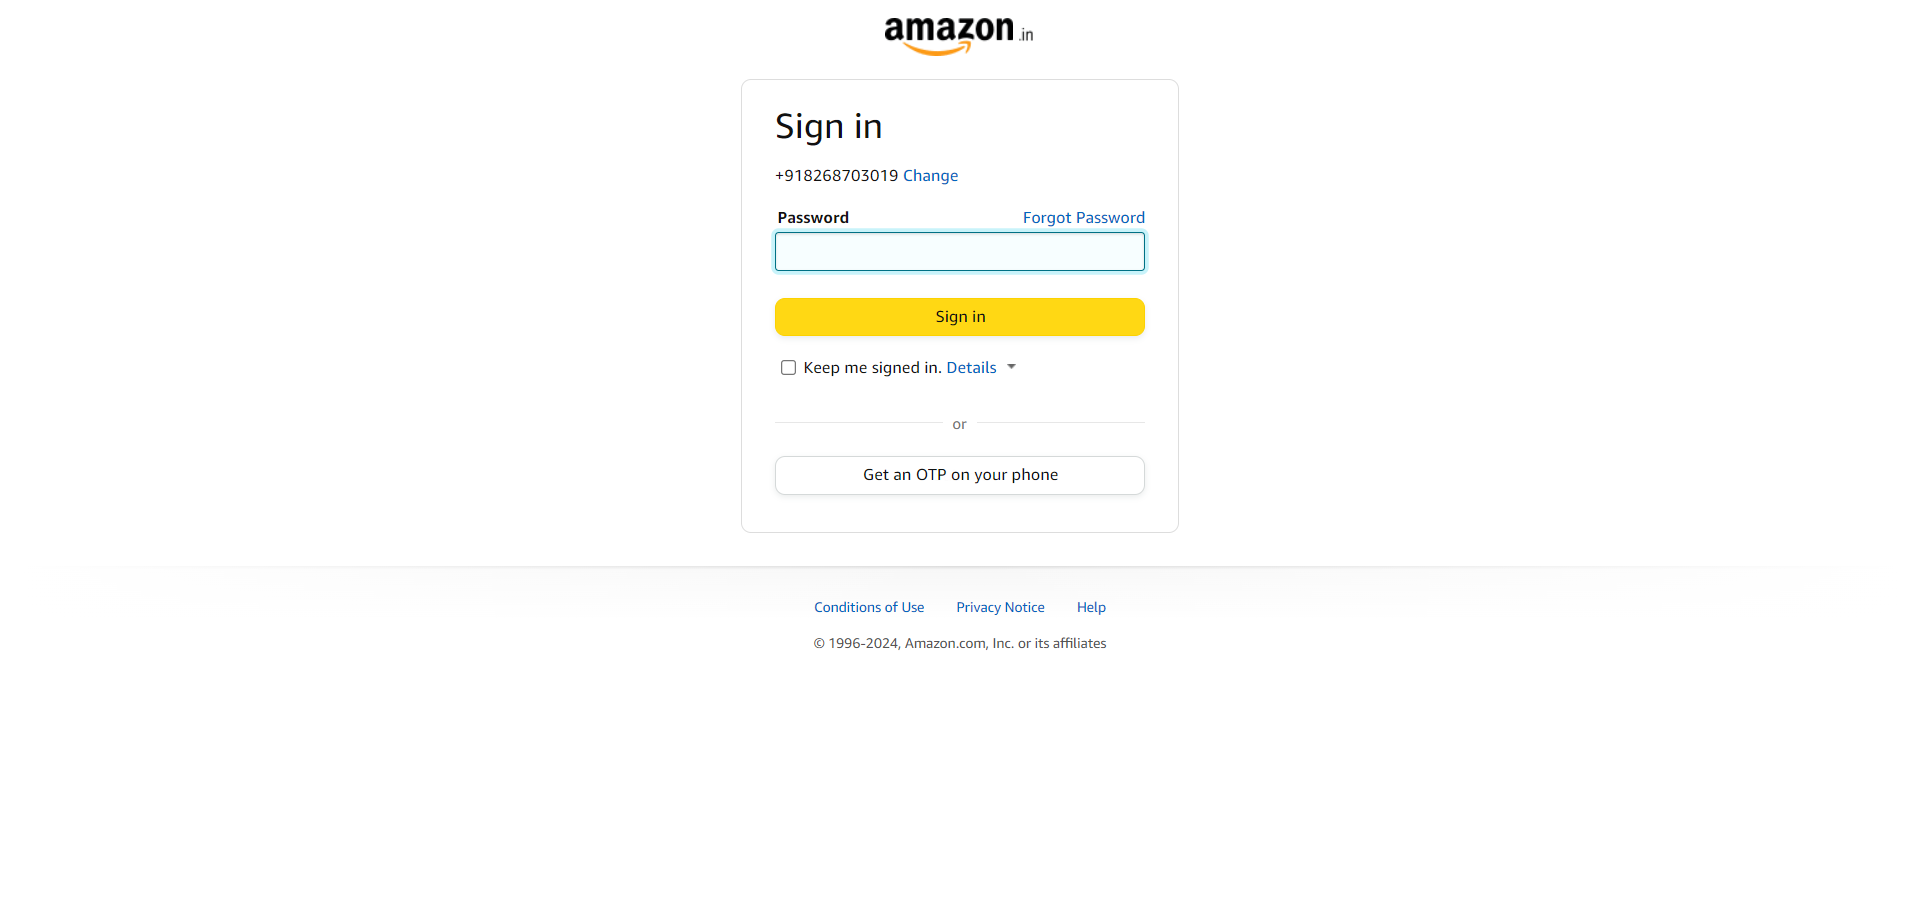 amazon.in
Sign in
+918268703019 Change
Password Forgot Password
Sign in
Keep me signed in. Details
or
Get an OTP on your phone
Conditions of Use Privacy Notice Help
© 1996-2024, Amazon.com, Inc. or its affiliates